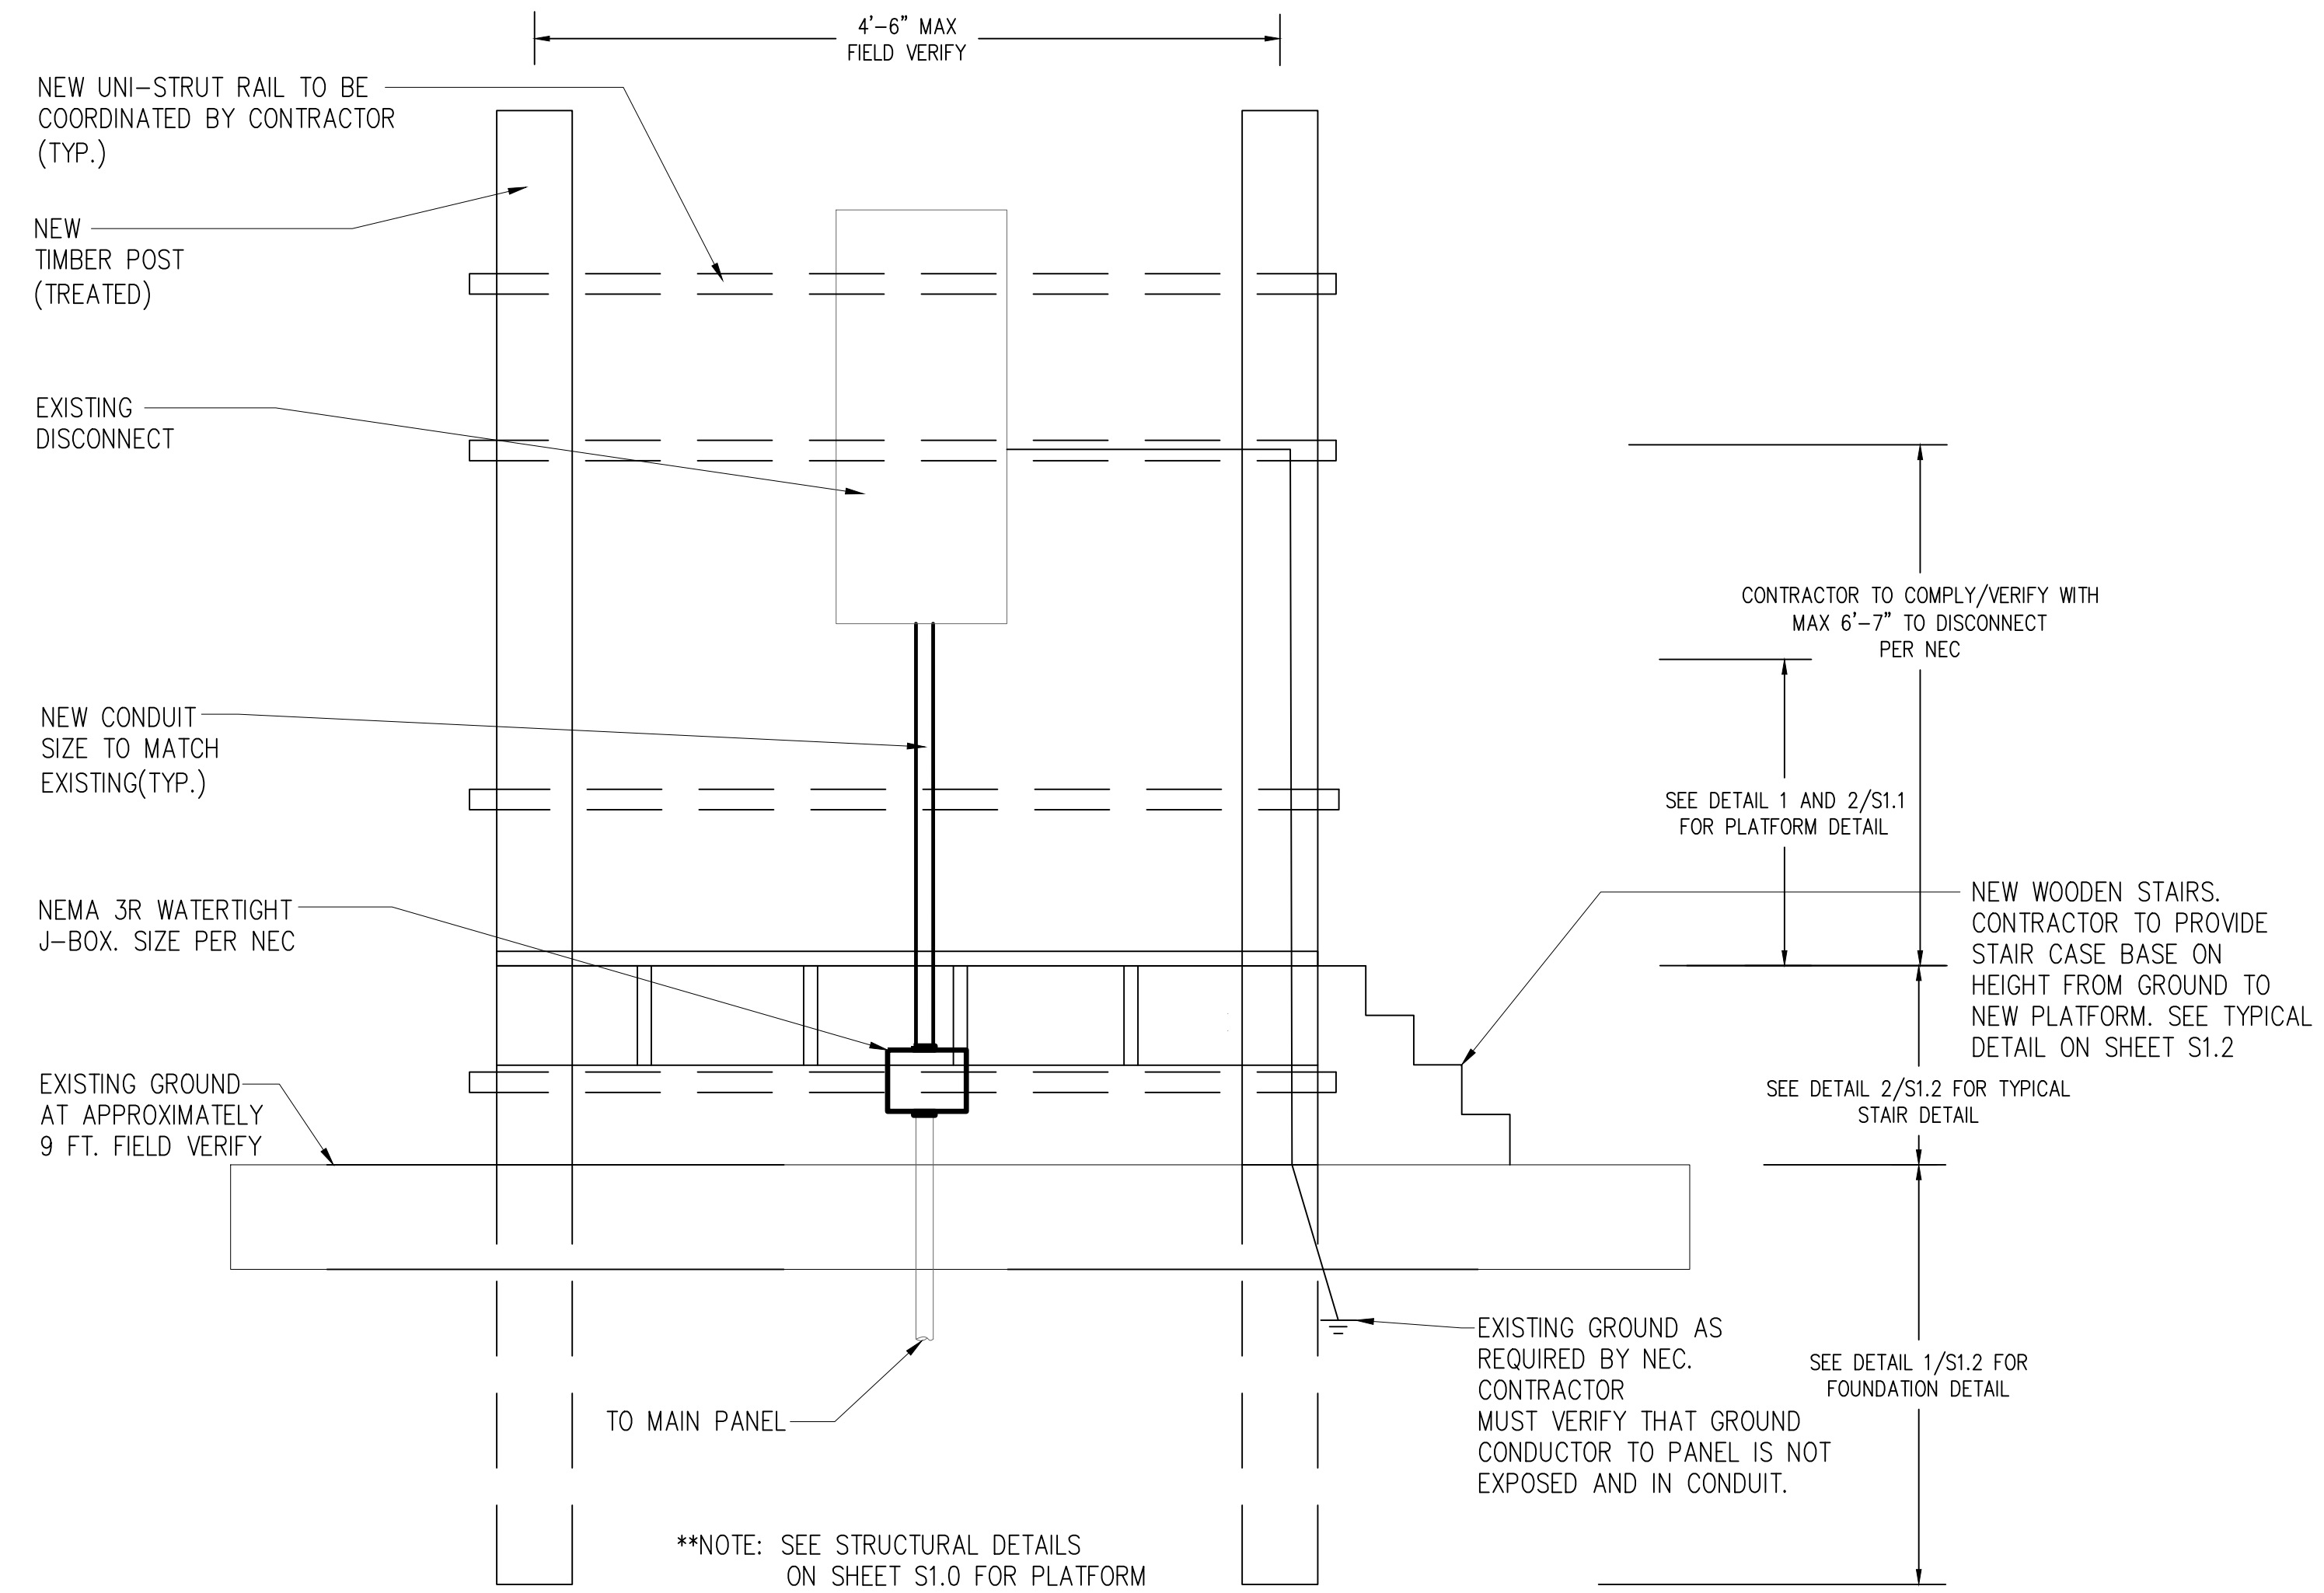 4'-6" MAX
FIELD VERIFY
NEW UNI-STRUT RAIL TO BE
COORDINATED BY CONTRACTOR
(TYP.)
NEW
TIMBER POST
(TREATED)
EXISTING
DISCONNECT
CONTRACTOR TO COMPLY/VERIFY WITH
MAX 6'-7" TO DISCONNECT
PER NEC
NEW CONDUIT
SIZE TO MATCH
EXISTING(TYP.)
SEE DETAIL 1 AND 2/S1.1
FOR PLATFORM DETAIL
NEMA 3R WATERTIGHT
J-BOX. SIZE PER NEC
NEW WOODEN STAIRS.
CONTRACTOR TO PROVIDE
STAIR CASE BASE ON
HEIGHT FROM GROUND TO
NEW PLATFORM. SEE TYPICAL
DETAIL ON SHEET S1.2
EXISTING GROUND
AT APPROXIMATELY
9 FT. FIELD VERIFY
SEE DETAIL 2/S1.2 FOR TYPICAL
STAIR DETAIL
EXISTING GROUND AS
REQUIRED BY NEC.
CONTRACTOR
MUST VERIFY THAT GROUND
CONDUCTOR TO PANEL IS NOT
EXPOSED AND IN CONDUIT.
SEE DETAIL 1/S1.2 FOR
FOUNDATION DETAIL
TO MAIN PANEL
**NOTE: SEE STRUCTURAL DETAILS
ON SHEET S1.0 FOR PLATFORM